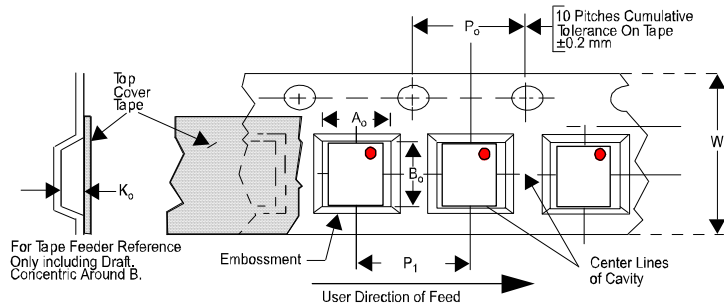 10 Pitches Cumulative
Tolerance On Tape
±0.2 mm
Po
Top
Cover
Tape
Ao
W
Bo
Ko
For Tape Feeder Reference
Only including Draft.
Concentric Around B.
Embossment
P1
Center Lines
of Cavity
User Direction of Feed